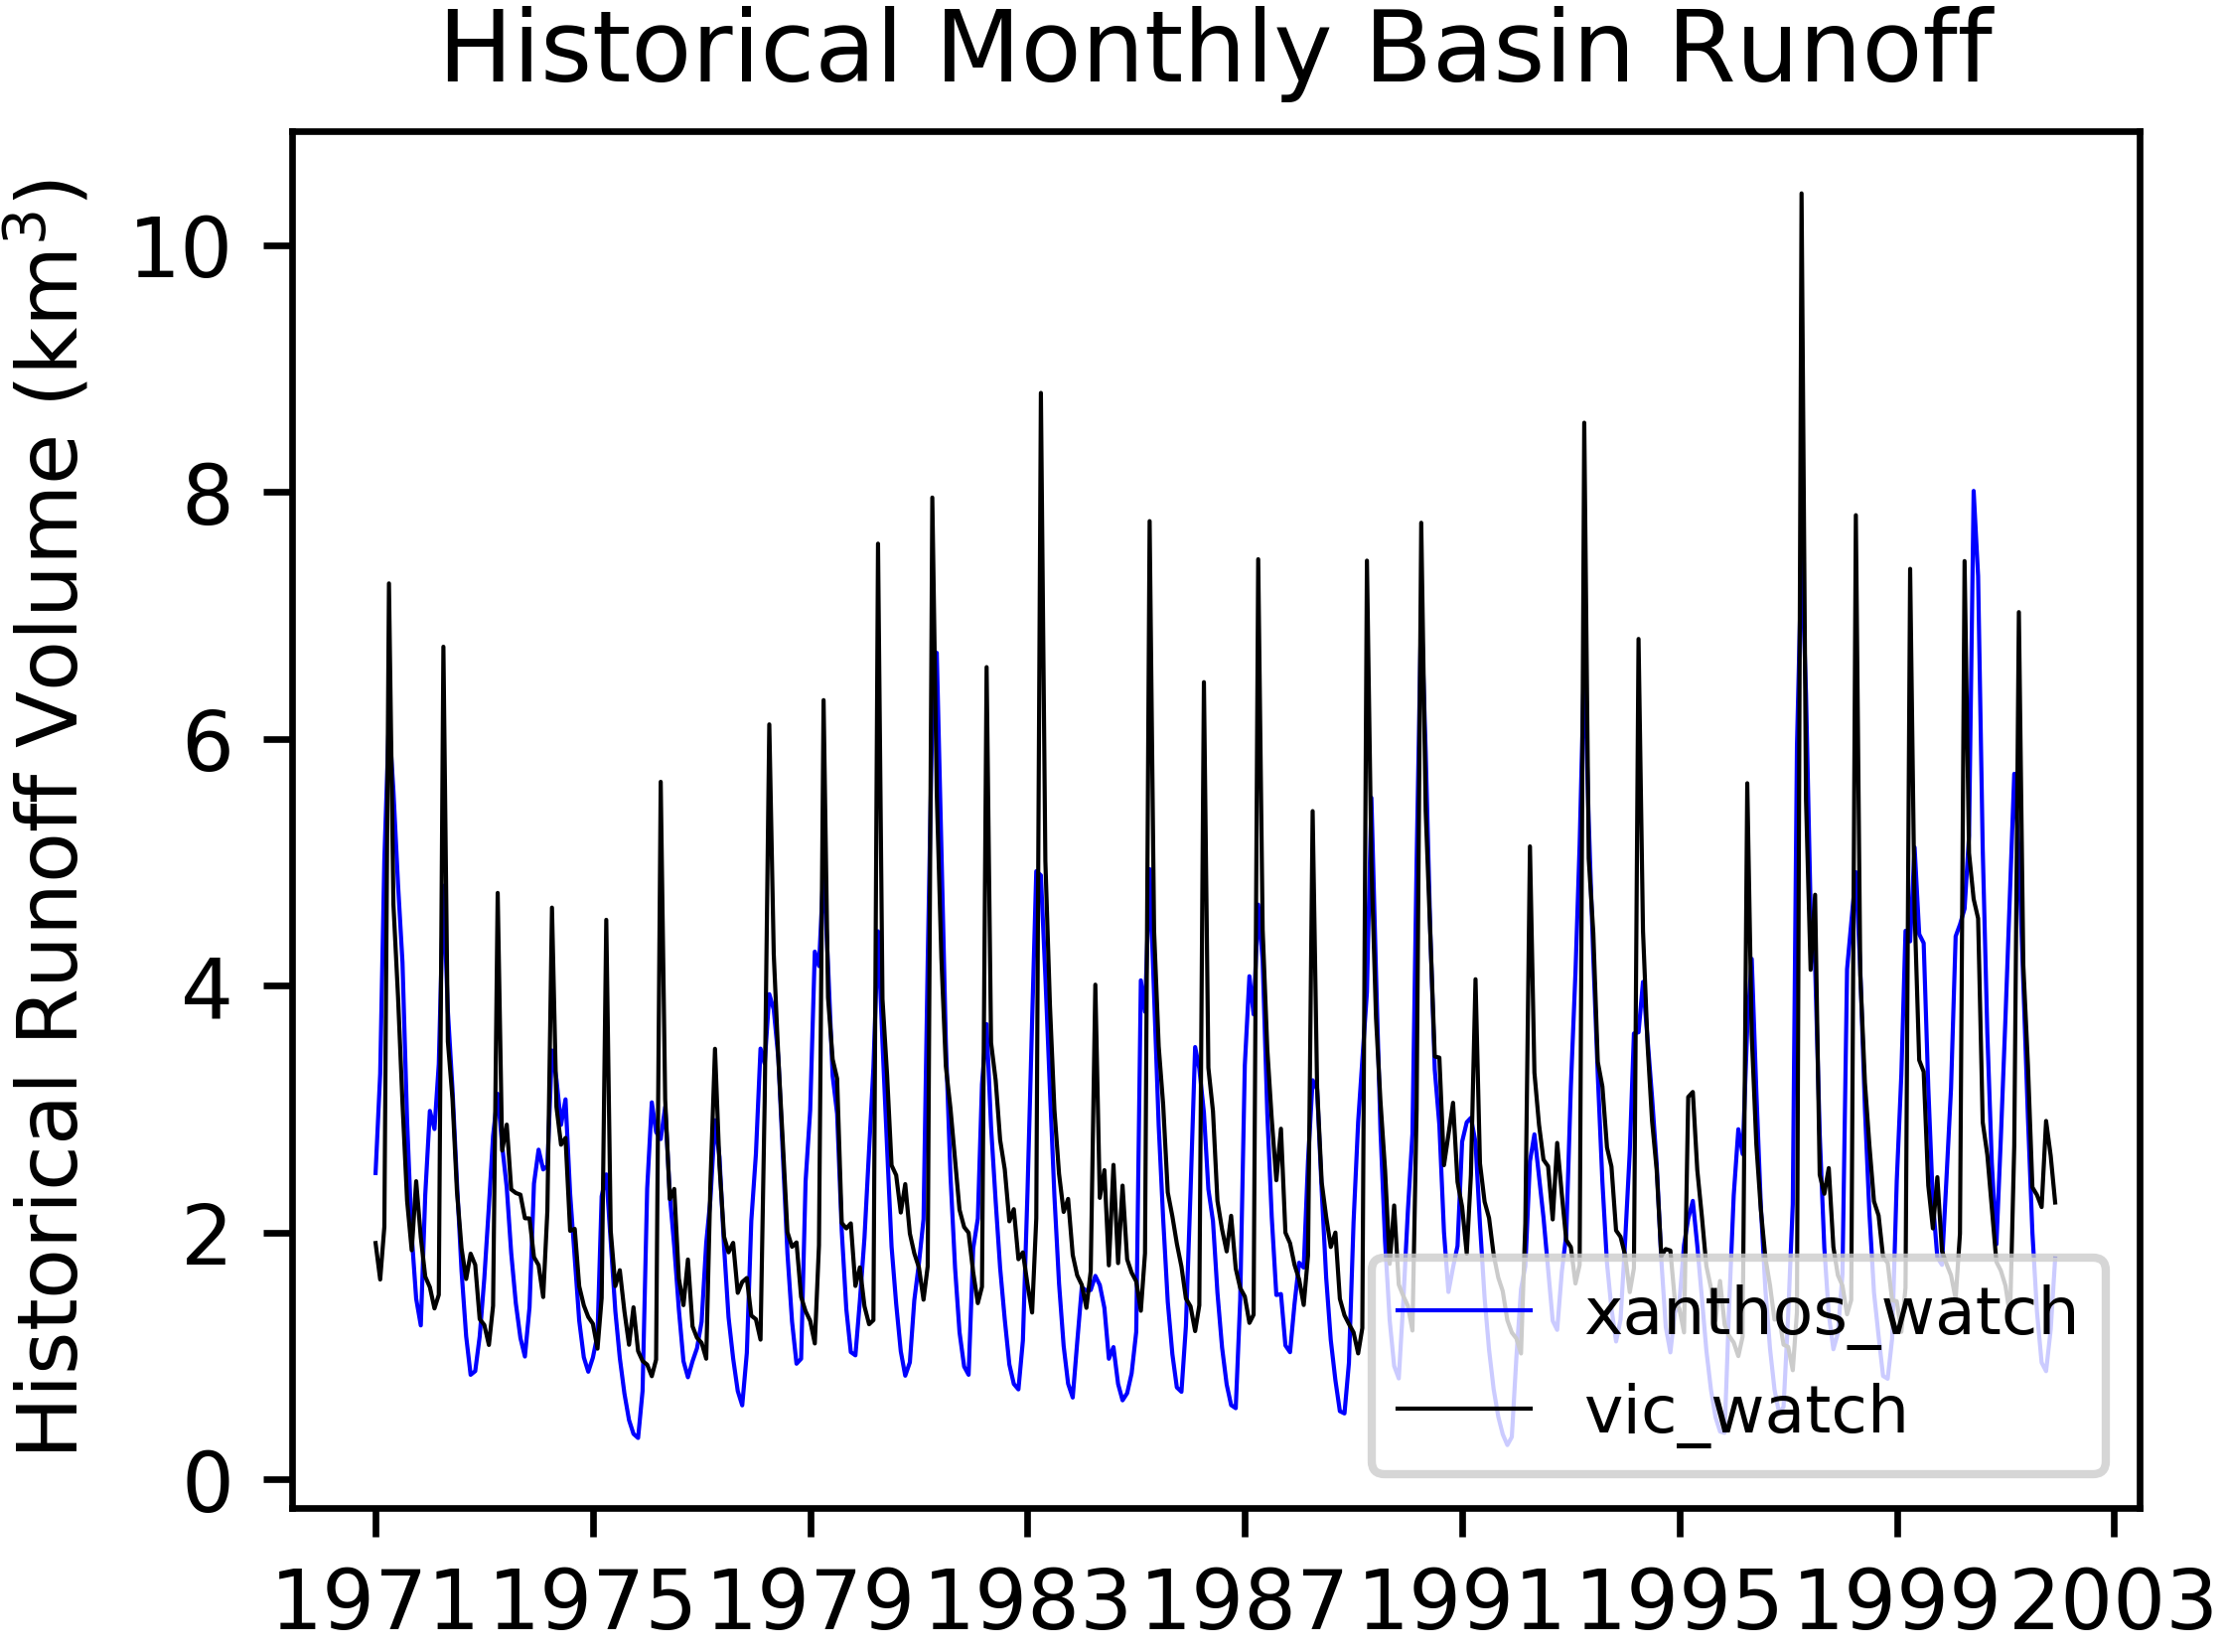 Historical Monthly Basin Runoff
Historical Runoff Volume (km³)
10
8
6
4
2
0
xanthos_watch
vic_watch
1971 1975 1979 1983 1987 1991 1995 1999 2003